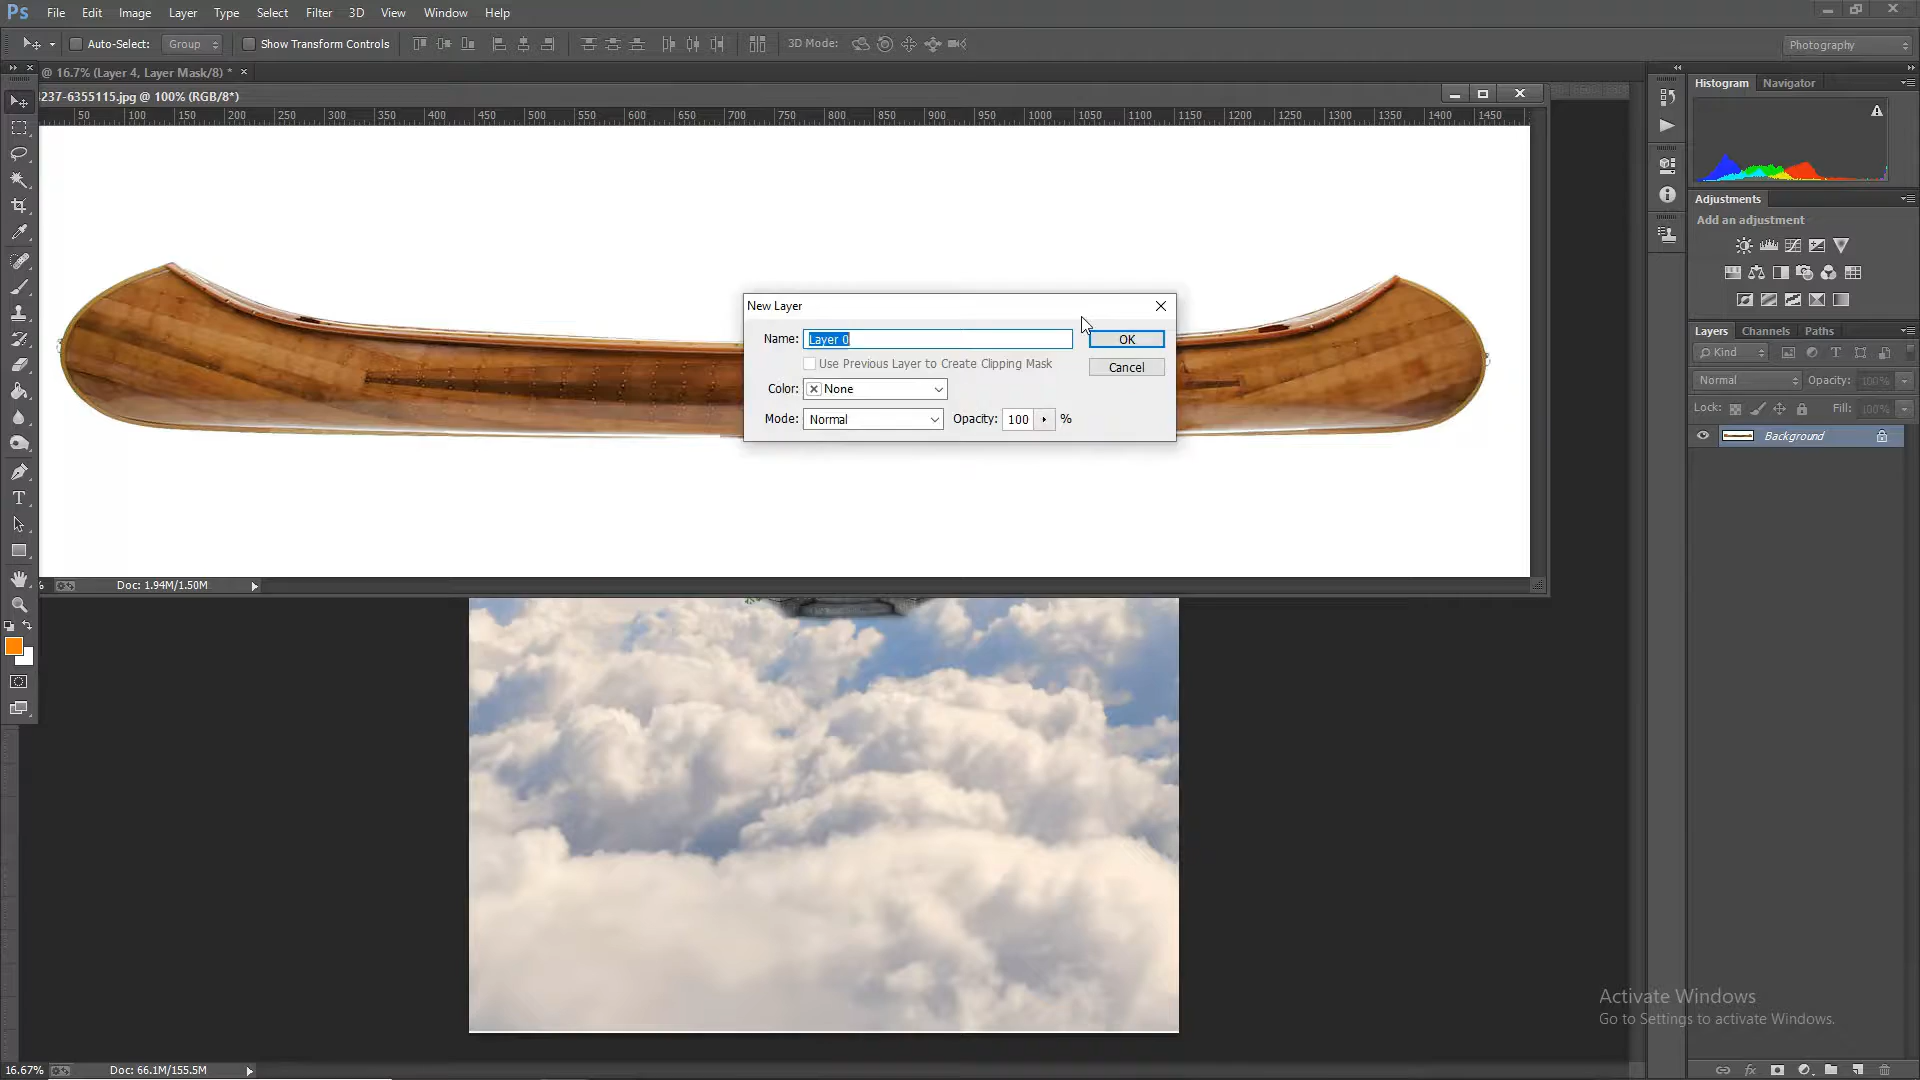 Ps File Edit Image Layer Type Select Filter 3D View Window Help
Auto-Select: Group Show Transform Controls 3D Mode: Photography
@ 16.7% (Layer 4, Layer Mask/8) *
237-6355115.jpg @ 100% (RGB/8*)
50 100 150 200 250 300 350 400 450 500 550 600 650 700 750 800 850 900 950 1000 1050 1100 1150 1200 1250 1300 1350 1400 1450
Histogram Navigator
Adjustments
Add an adjustment
New Layer
Name: Layer 0 OK
Use Previous Layer to Create Clipping Mask Cancel
Color: None
Mode: Normal Opacity: 100 %
Layers Channels Paths
Kind
Normal Opacity: 100%
Lock: Fill: 100%
Background
Doc: 1.94M/1.50M
Activate Windows
Go to Settings to activate Windows.
16.67% Doc: 66.1M/155.5M